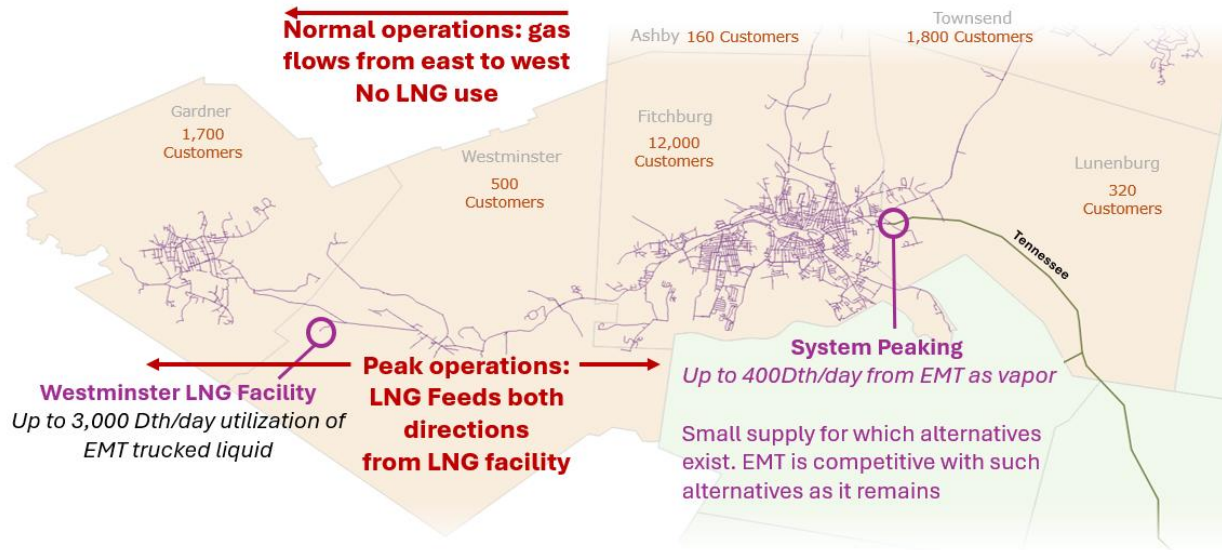 Normal operations: gas
flows from east to west
No LNG use
Ashby 160 Customers
Townsend
1,800 Customers
Gardner
1,700
Customers
Westminster
500
Customers
Fitchburg
12,000
Customers
Lunenburg
320
Customers
Tennessee
Westminster LNG Facility
Up to 3,000 Dth/day utilization of
EMT trucked liquid
Peak operations:
LNG Feeds both
directions
from LNG facility
System Peaking
Up to 400Dth/day from EMT as vapor
Small supply for which alternatives
exist. EMT is competitive with such
alternatives as it remains